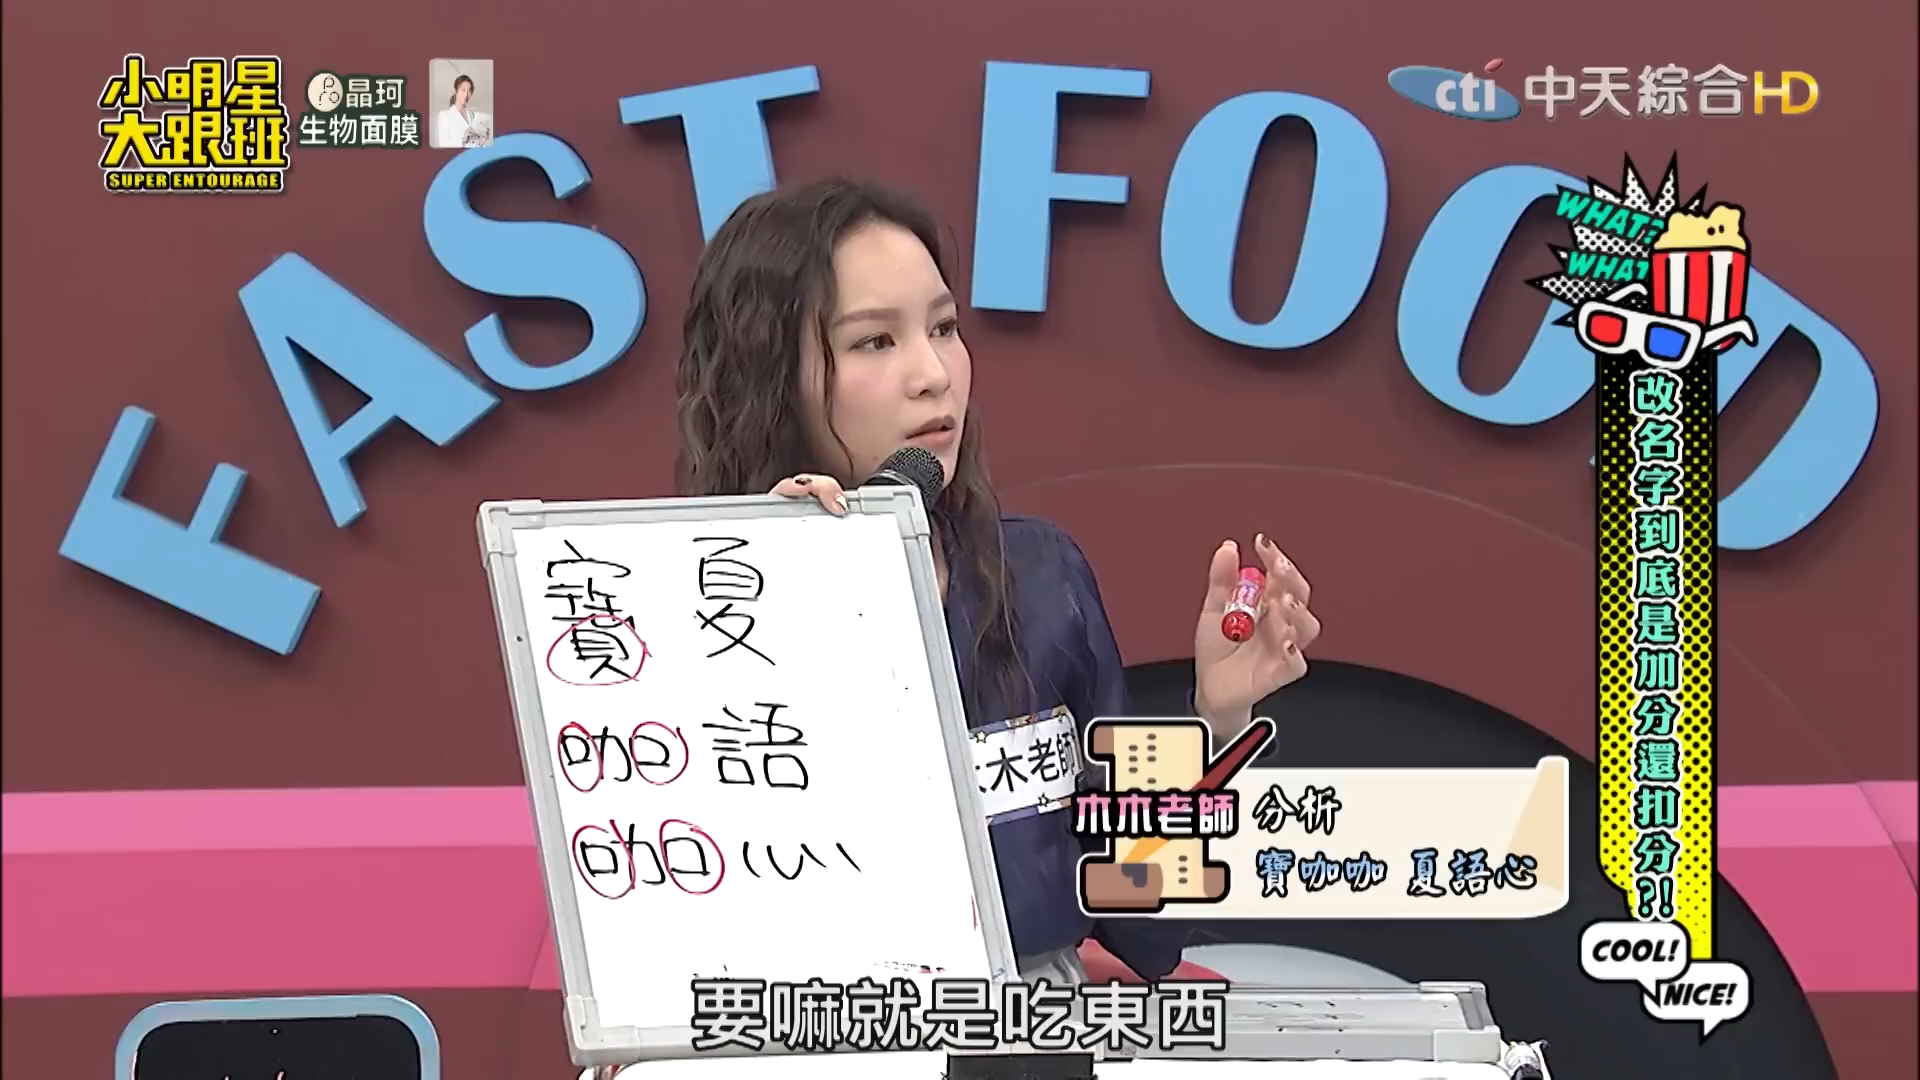 小明星
大跟班
SUPER ENTOURAGE
Pro
晶珂
生物面膜
cti 中天綜合HD
FAST FOOD
WHAT?
WHAT
改名字到底是加分還扣分?!
COOL!
NICE!
寶咖咖
夏語心
木老師
木木老師
分析
寶咖咖 夏語心
要嘛就是吃東西